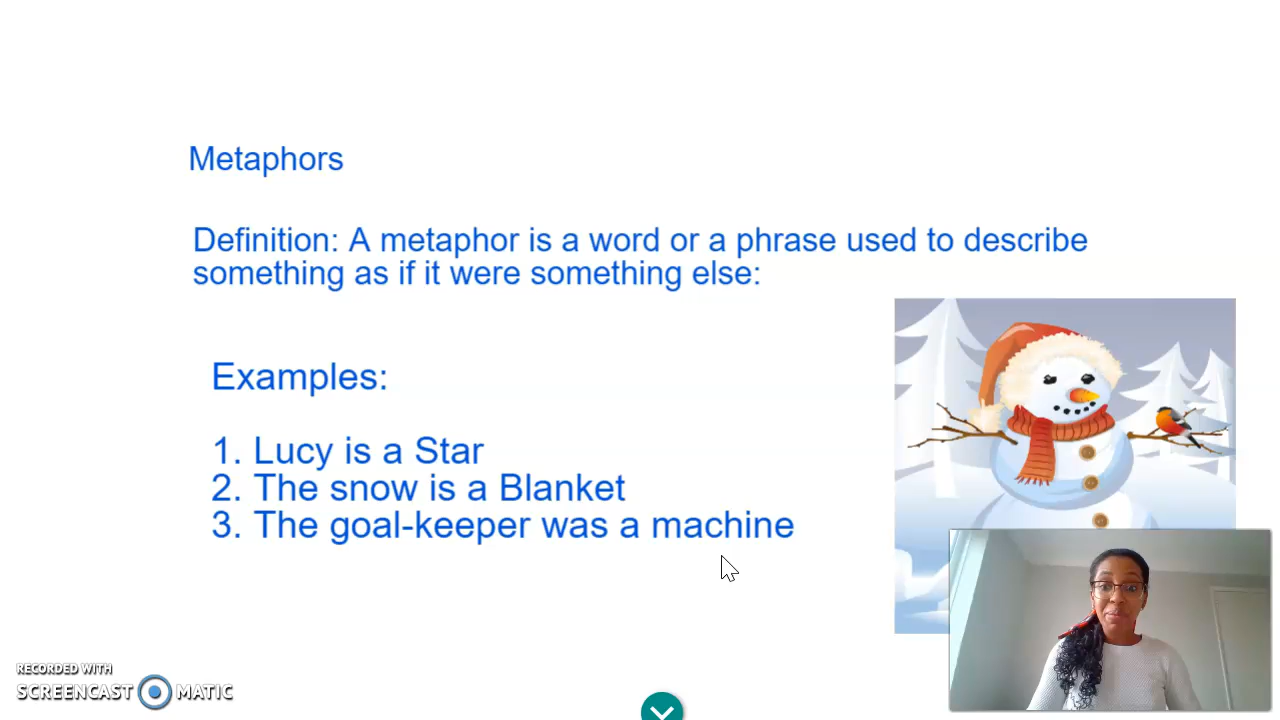 Metaphors
Definition: A metaphor is a word or a phrase used to describe
something as if it were something else:
Examples:
1. Lucy is a Star
2. The snow is a Blanket
3. The goal-keeper was a machine
RECORDED WITH
SCREENCAST MATIC